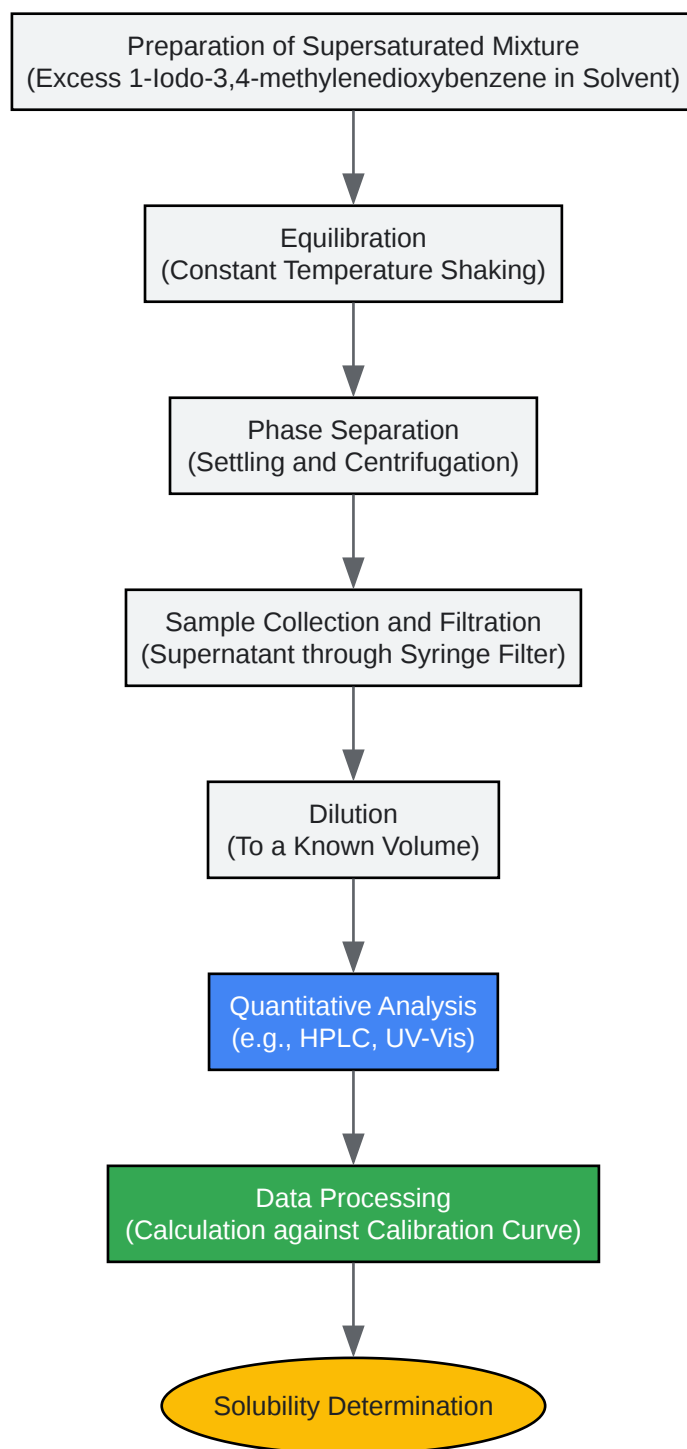 Preparation of Supersaturated Mixture
(Excess 1-Iodo-3,4-methylenedioxybenzene in Solvent)
Equilibration
(Constant Temperature Shaking)
Phase Separation
(Settling and Centrifugation)
Sample Collection and Filtration
(Supernatant through Syringe Filter)
Dilution
(To a Known Volume)
Quantitative Analysis
(e.g., HPLC, UV-Vis)
Data Processing
(Calculation against Calibration Curve)
Solubility Determination